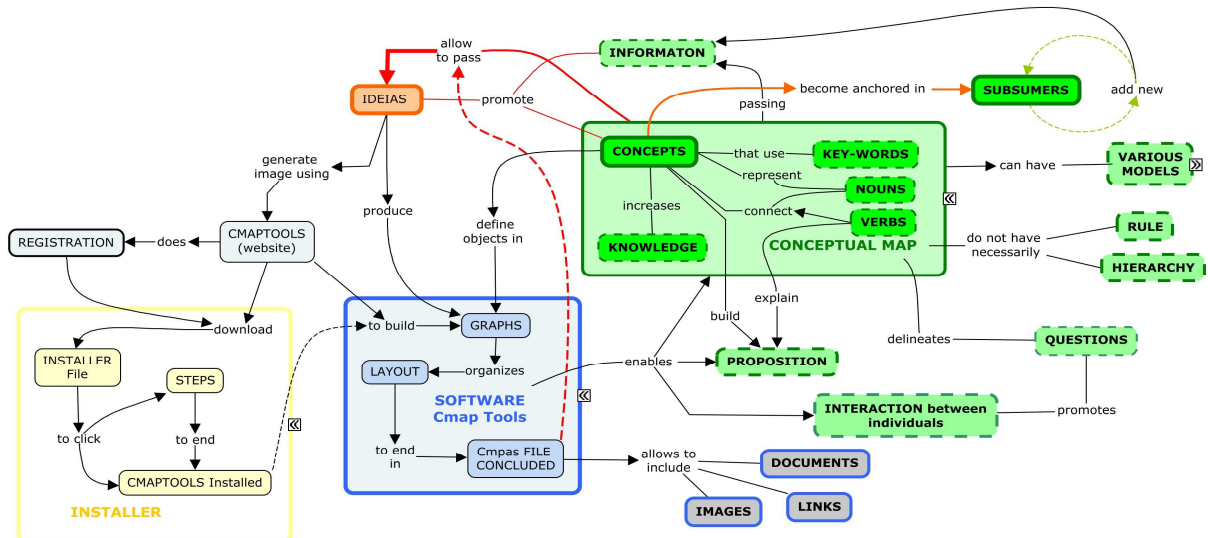 allow
to pass
INFORMATON
IDEIAS
promote
passing
become anchored in
SUBSUMERS
add new
CONCEPTS
that use
KEY-WORDS
represent
NOUNS
connect
VERBS
increases
KNOWLEDGE
CONCEPTUAL MAP
can have
VARIOUS
MODELS
do not have
necessarily
RULE
HIERARCHY
generate
image using
produce
define
objects in
REGISTRATION
does
CMAPTOOLS
(website)
download
to build
GRAPHS
organizes
LAYOUT
SOFTWARE
Cmap Tools
to end
in
Cmpas FILE
CONCLUDED
INSTALLER
File
STEPS
to click
to end
CMAPTOOLS Installed
INSTALLER
enables
build
explain
PROPOSITION
delineates
QUESTIONS
INTERACTION between
individuals
promotes
allows to
include
DOCUMENTS
IMAGES
LINKS